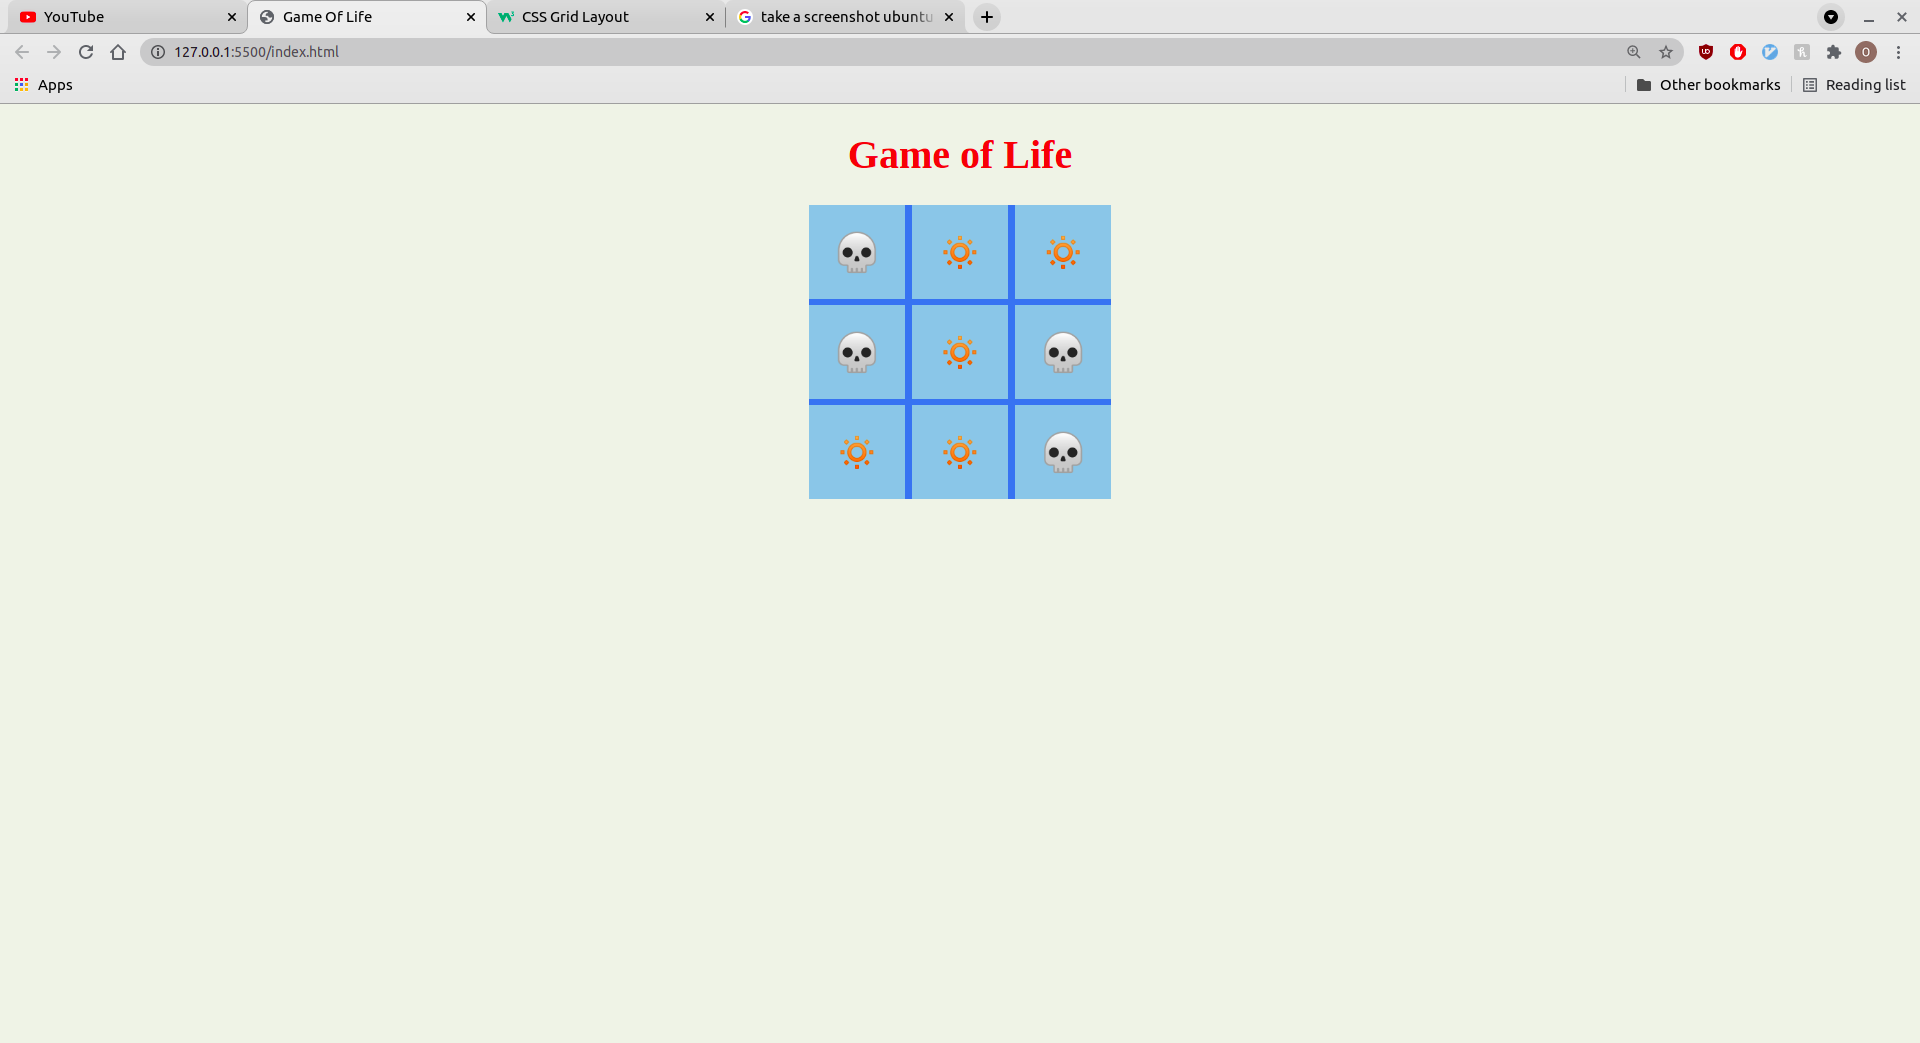 YouTube
Game Of Life
CSS Grid Layout
take a screenshot ubuntu
127.0.0.1:5500/index.html
O
Apps
Other bookmarks
Reading list
Game of Life